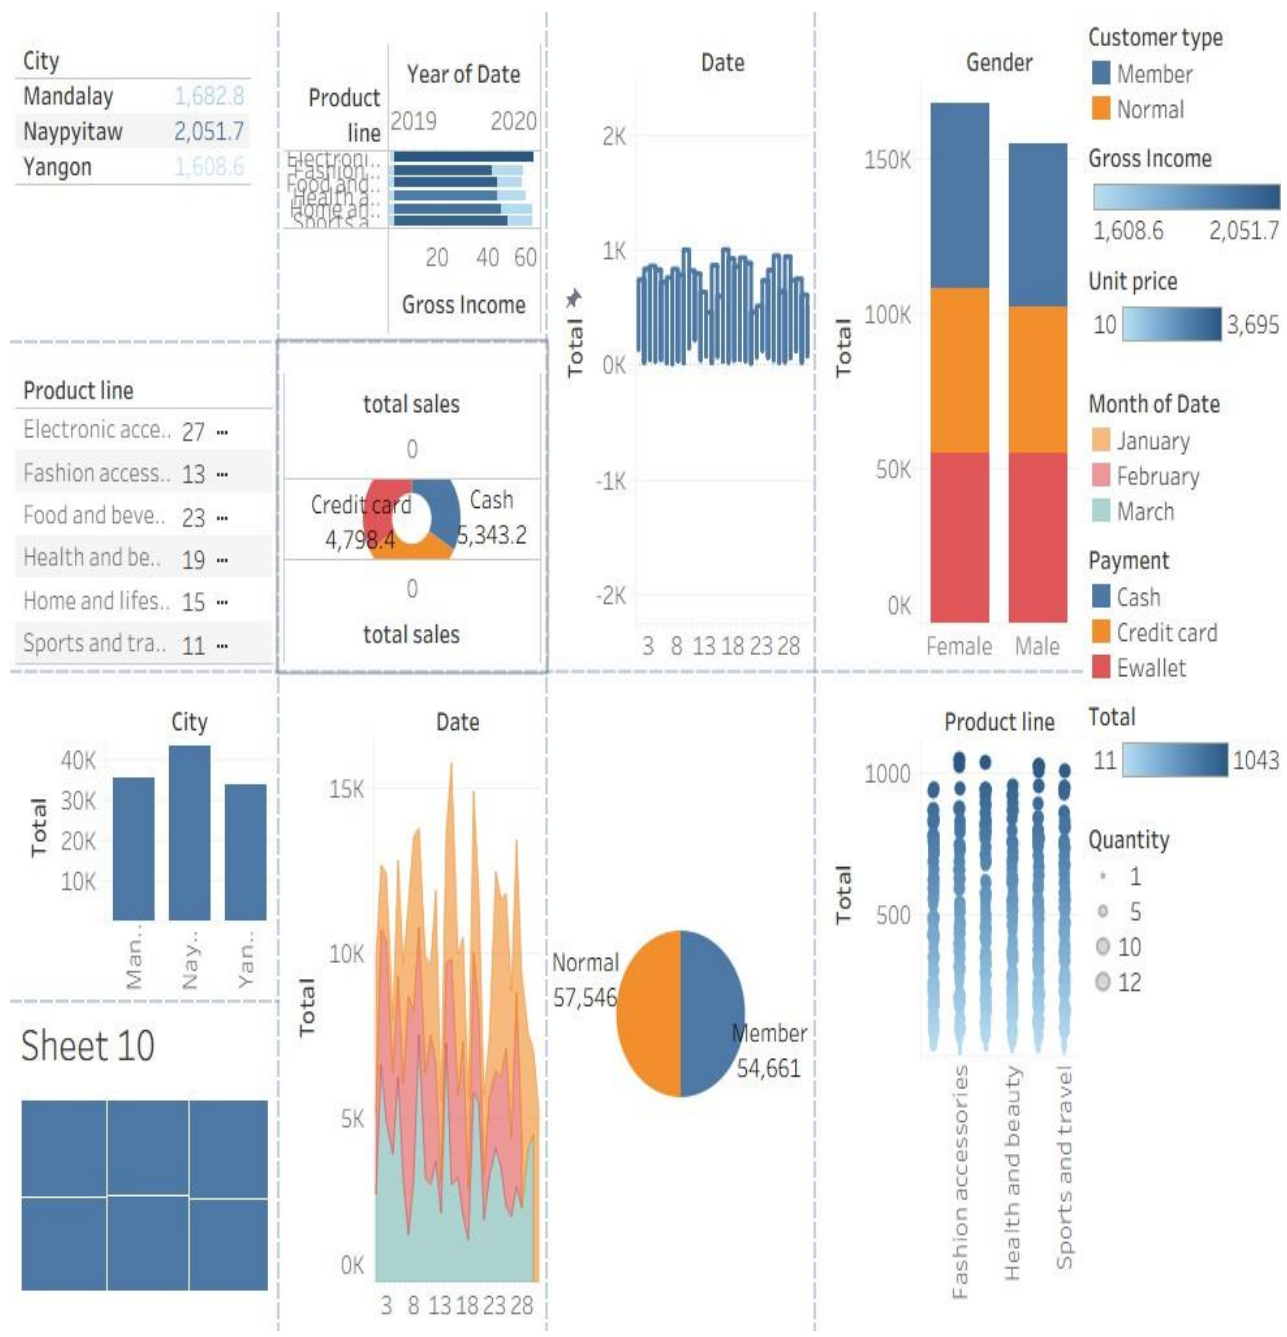 City
Mandalay 1,682.8
Naypyitaw 2,051.7
Yangon 1,608.6
Year of Date
Product
line
2019 2020
Electroni..
Fashion ..
Food and..
Health a..
Home an..
Sports a..
20 40 60
Gross Income
Date
Total
2K
1K
0K
-1K
-2K
3 8 13 18 23 28
Gender
Total
150K
100K
50K
0K
Female Male
Customer type
Member
Normal
Gross Income
1,608.6 2,051.7
Unit price
10 3,695
Month of Date
January
February
March
Payment
Cash
Credit card
Ewallet
Total
11 1043
Quantity
1
5
10
12
Product line
Electronic acce.. 27 ...
Fashion access.. 13 ...
Food and beve.. 23 ...
Health and be.. 19 ...
Home and lifes.. 15 ...
Sports and tra.. 11 ...
total sales
0
Credit card
4,798.4
Cash
5,343.2
0
total sales
City
Total
40K
30K
20K
10K
Man..
Nay..
Yan..
Date
Total
15K
10K
5K
0K
3 8 13 18 23 28
Normal
57,546
Member
54,661
Product line
Total
1000
500
Fashion accessories
Health and beauty
Sports and travel
Sheet 10